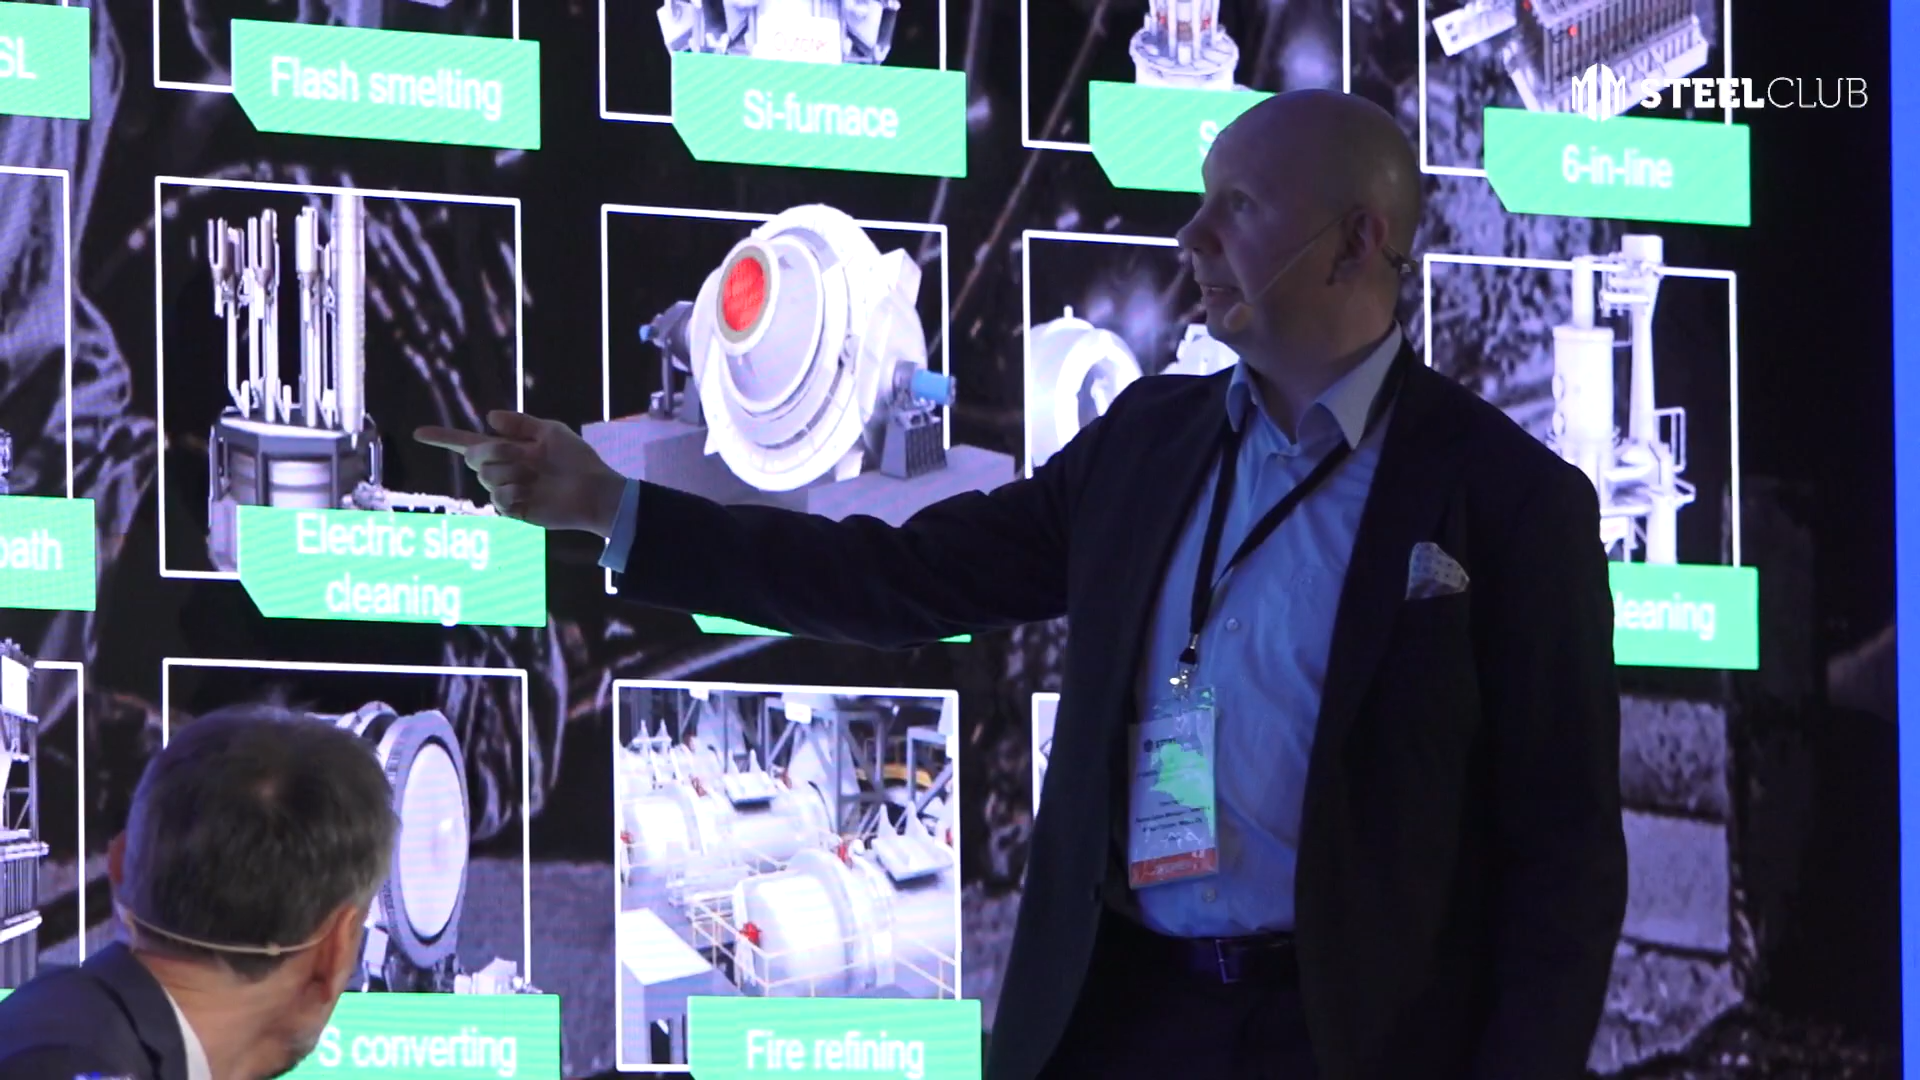 SL
Flash smelting
Si-furnace
S
6-in-line
STEELCLUB
bath
Electric slag
cleaning
leaning
S converting
Fire refining